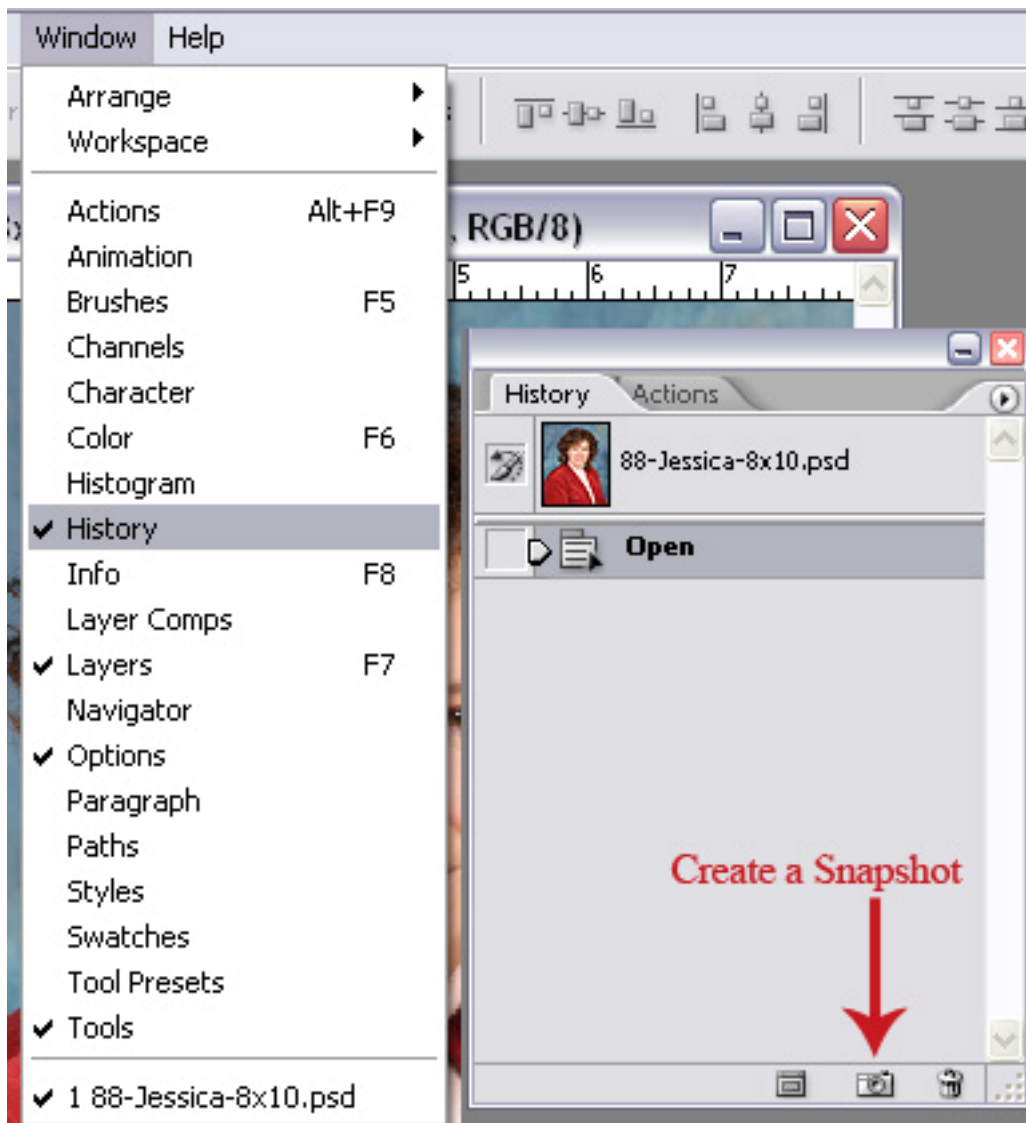 Window Help
Arrange
Workspace
Actions Alt+F9
Animation
Brushes F5
Channels
Character
Color F6
Histogram
History
Info F8
Layer Comps
Layers F7
Navigator
Options
Paragraph
Paths
Styles
Swatches
Tool Presets
Tools
1 88-Jessica-8x10.psd
, RGB/8)
5 6 7
History Actions
88-Jessica-8x10.psd
Open
Create a Snapshot